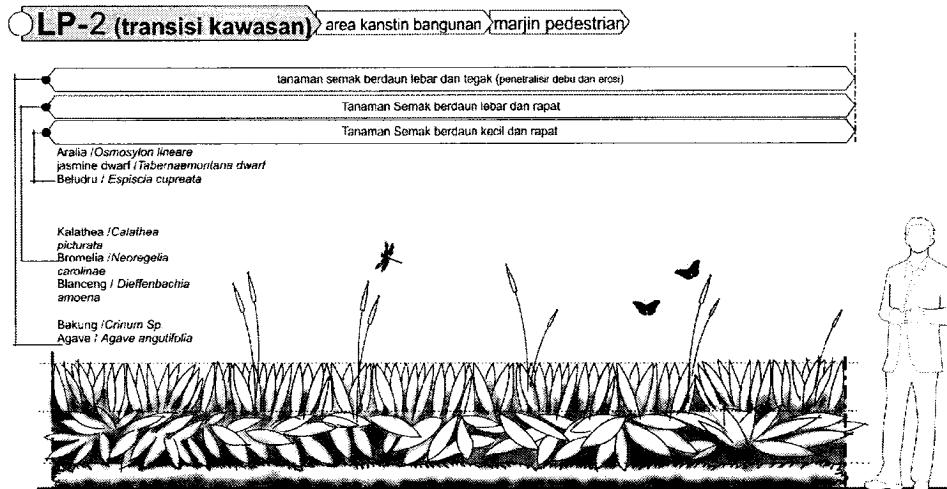 LP-2 (transisi kawasan) area kanstin bangunan marjin pedestrian
tanaman semak berdaun lebar dan tegak (penetralisir debu dan erosi)
Tanaman Semak berdaun lebar dan rapat
Tanaman Semak berdaun kecil dan rapat
Aralia /Osmosylon lineare
jasmine dwarf /Tabernaemontana dwarf
Beludru / Espiscia cupreata
Kalathea /Calathea
picturata
Bromelia /Neoregelia
carolinae
Blanceng / Dieffenbachia
amoena
Bakung /Crinum Sp
Agave / Agave angutifolia